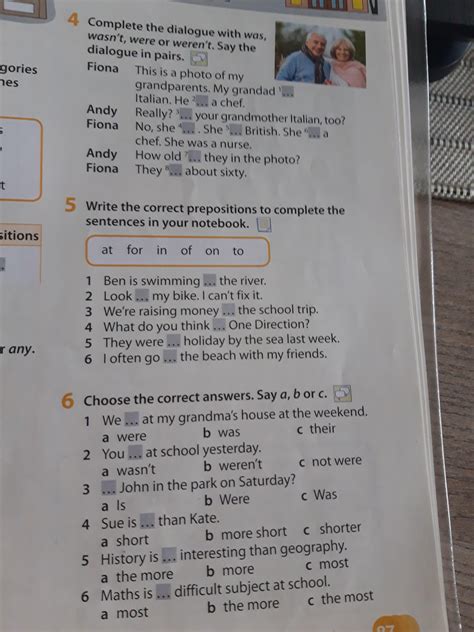 4 Complete the dialogue with was,
wasn't, were or weren't. Say the
dialogue in pairs.
Fiona This is a photo of my
grandparents. My grandad 1...
Italian. He 2... a chef.
Andy Really? 3... your grandmother Italian, too?
Fiona No, she 4.... She 5... British. She 6... a
chef. She was a nurse.
Andy How old 7... they in the photo?
Fiona They 8... about sixty.
5 Write the correct prepositions to complete the
sentences in your notebook.
at for in of on to
1 Ben is swimming ... the river.
2 Look ... my bike. I can't fix it.
3 We're raising money ... the school trip.
4 What do you think ... One Direction?
5 They were ... holiday by the sea last week.
6 I often go ... the beach with my friends.
6 Choose the correct answers. Say a, b or c.
1 We ... at my grandma's house at the weekend.
a were b was c their
2 You ... at school yesterday.
a wasn't b weren't c not were
3 ... John in the park on Saturday?
a Is b Were c Was
4 Sue is ... than Kate.
a short b more short c shorter
5 History is ... interesting than geography.
a the more b more c most
6 Maths is ... difficult subject at school.
a most b more c the most
gories
nes
t
sitions
r any.